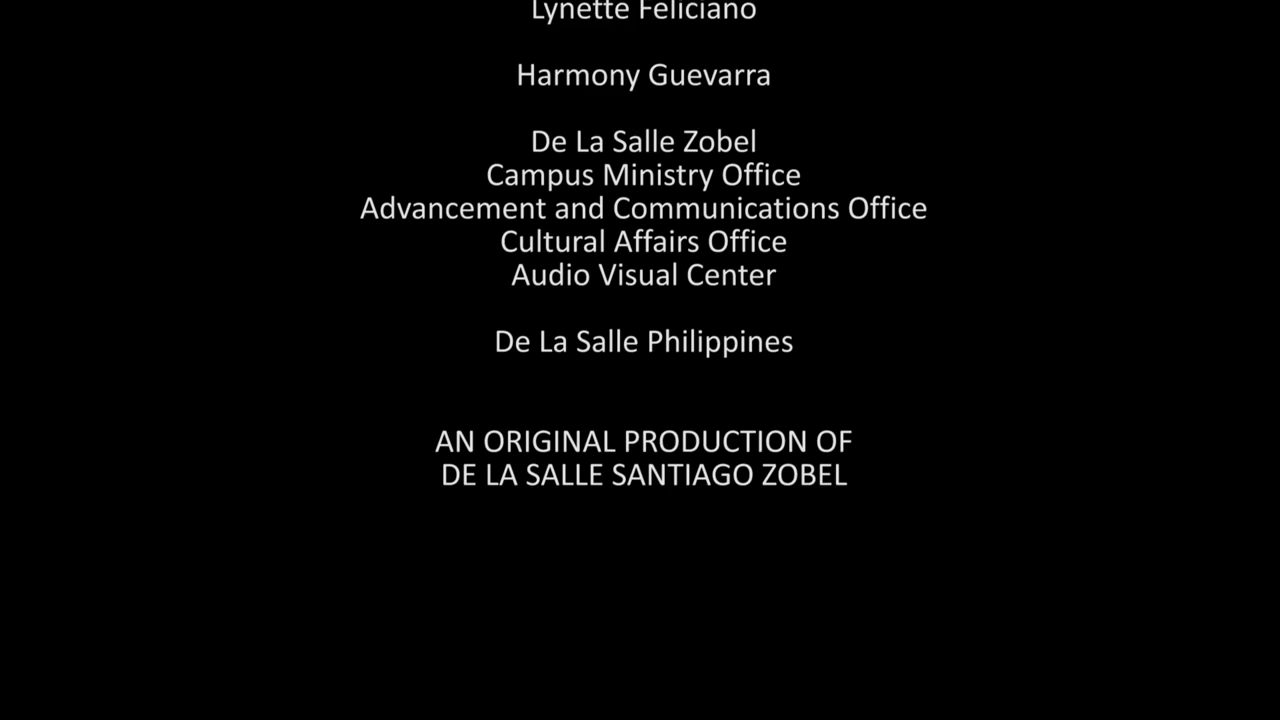 Lynette Feliciano
Harmony Guevarra
De La Salle Zobel
Campus Ministry Office
Advancement and Communications Office
Cultural Affairs Office
Audio Visual Center
De La Salle Philippines
AN ORIGINAL PRODUCTION OF
DE LA SALLE SANTIAGO ZOBEL